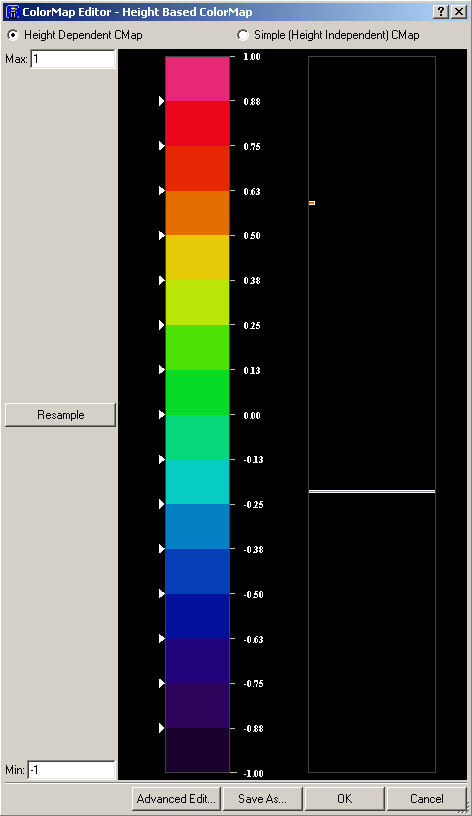 ColorMap Editor - Height Based ColorMap
Height Dependent CMap
Simple (Height Independent) CMap
Max: 1
1.00
0.88
0.75
0.63
0.50
0.38
0.25
0.13
Resample
0.00
-0.13
-0.25
-0.38
-0.50
-0.63
-0.75
-0.88
Min: -1
-1.00
Advanced Edit...
Save As...
OK
Cancel